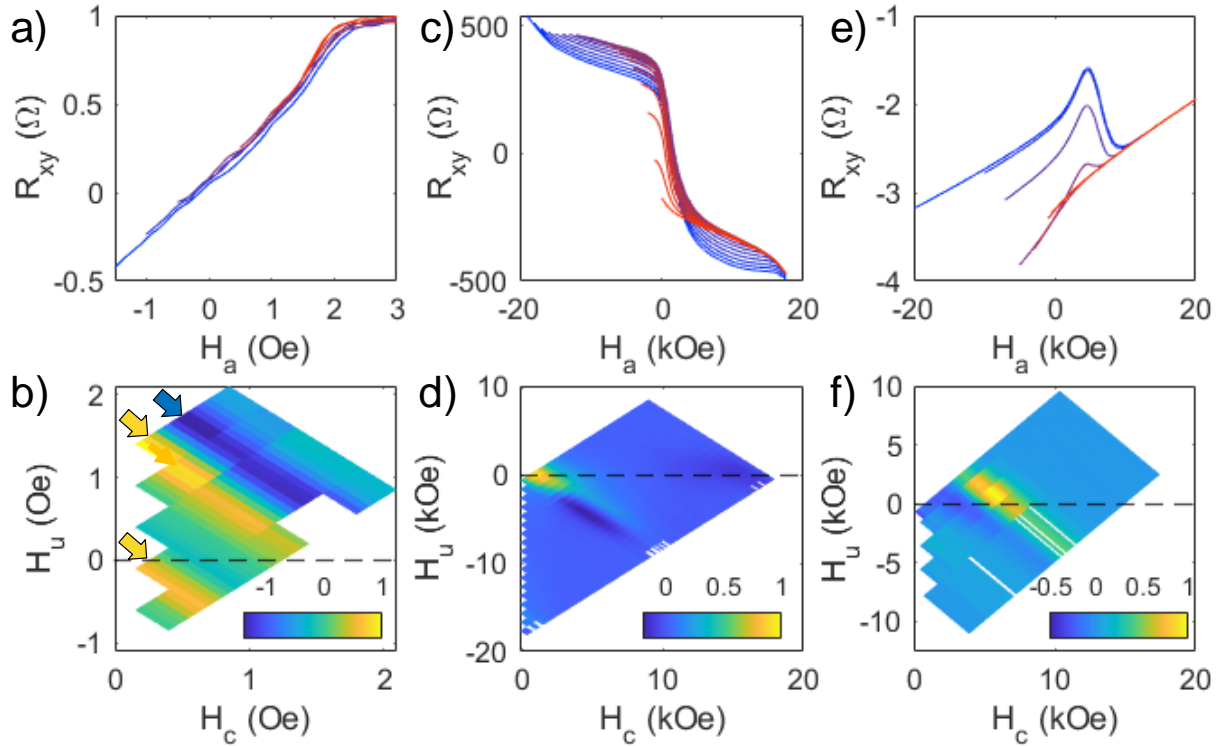 a)
1
0.5
0
-0.5
R_xy (Ω)
-1 0 1 2 3
H_a (Oe)
c)
500
0
-500
R_xy (Ω)
-20 0 20
H_a (kOe)
e)
-1
-2
-3
-4
R_xy (Ω)
-20 0 20
H_a (kOe)
b)
2
1
0
-1
H_u (Oe)
-1 0 1
0 1 2
H_c (Oe)
d)
10
0
-10
-20
H_u (kOe)
0 0.5 1
0 10 20
H_c (kOe)
f)
10
5
0
-5
-10
H_u (kOe)
-0.5 0 0.5 1
0 10 20
H_c (kOe)